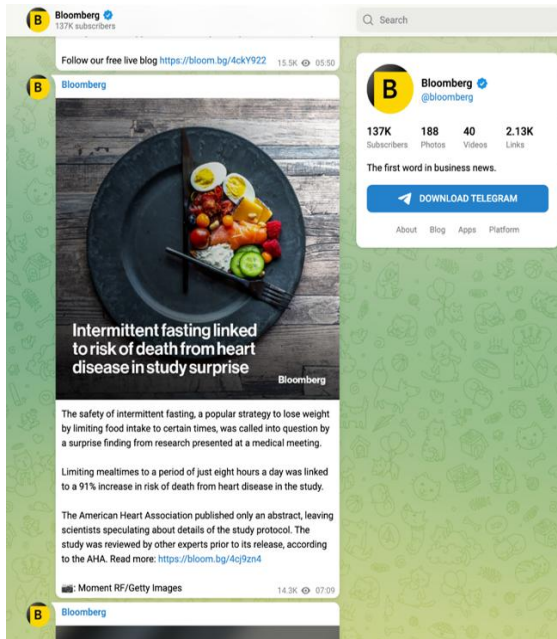 Bloomberg
137K subscribers
Search
Follow our free live blog https://bloom.bg/4ckY922
15.5K 05:50
Bloomberg
Intermittent fasting linked
to risk of death from heart
disease in study surprise
Bloomberg
The safety of intermittent fasting, a popular strategy to lose weight
by limiting food intake to certain times, was called into question by
a surprise finding from research presented at a medical meeting.
Limiting mealtimes to a period of just eight hours a day was linked
to a 91% increase in risk of death from heart disease in the study.
The American Heart Association published only an abstract, leaving
scientists speculating about details of the study protocol. The
study was reviewed by other experts prior to its release, according
to the AHA. Read more: https://bloom.bg/4cj9zn4
: Moment RF/Getty Images
14.3K 07:09
Bloomberg
B
B
B
B
Bloomberg
@bloomberg
137K 188 40 2.13K
Subscribers Photos Videos Links
The first word in business news.
DOWNLOAD TELEGRAM
About Blog Apps Platform